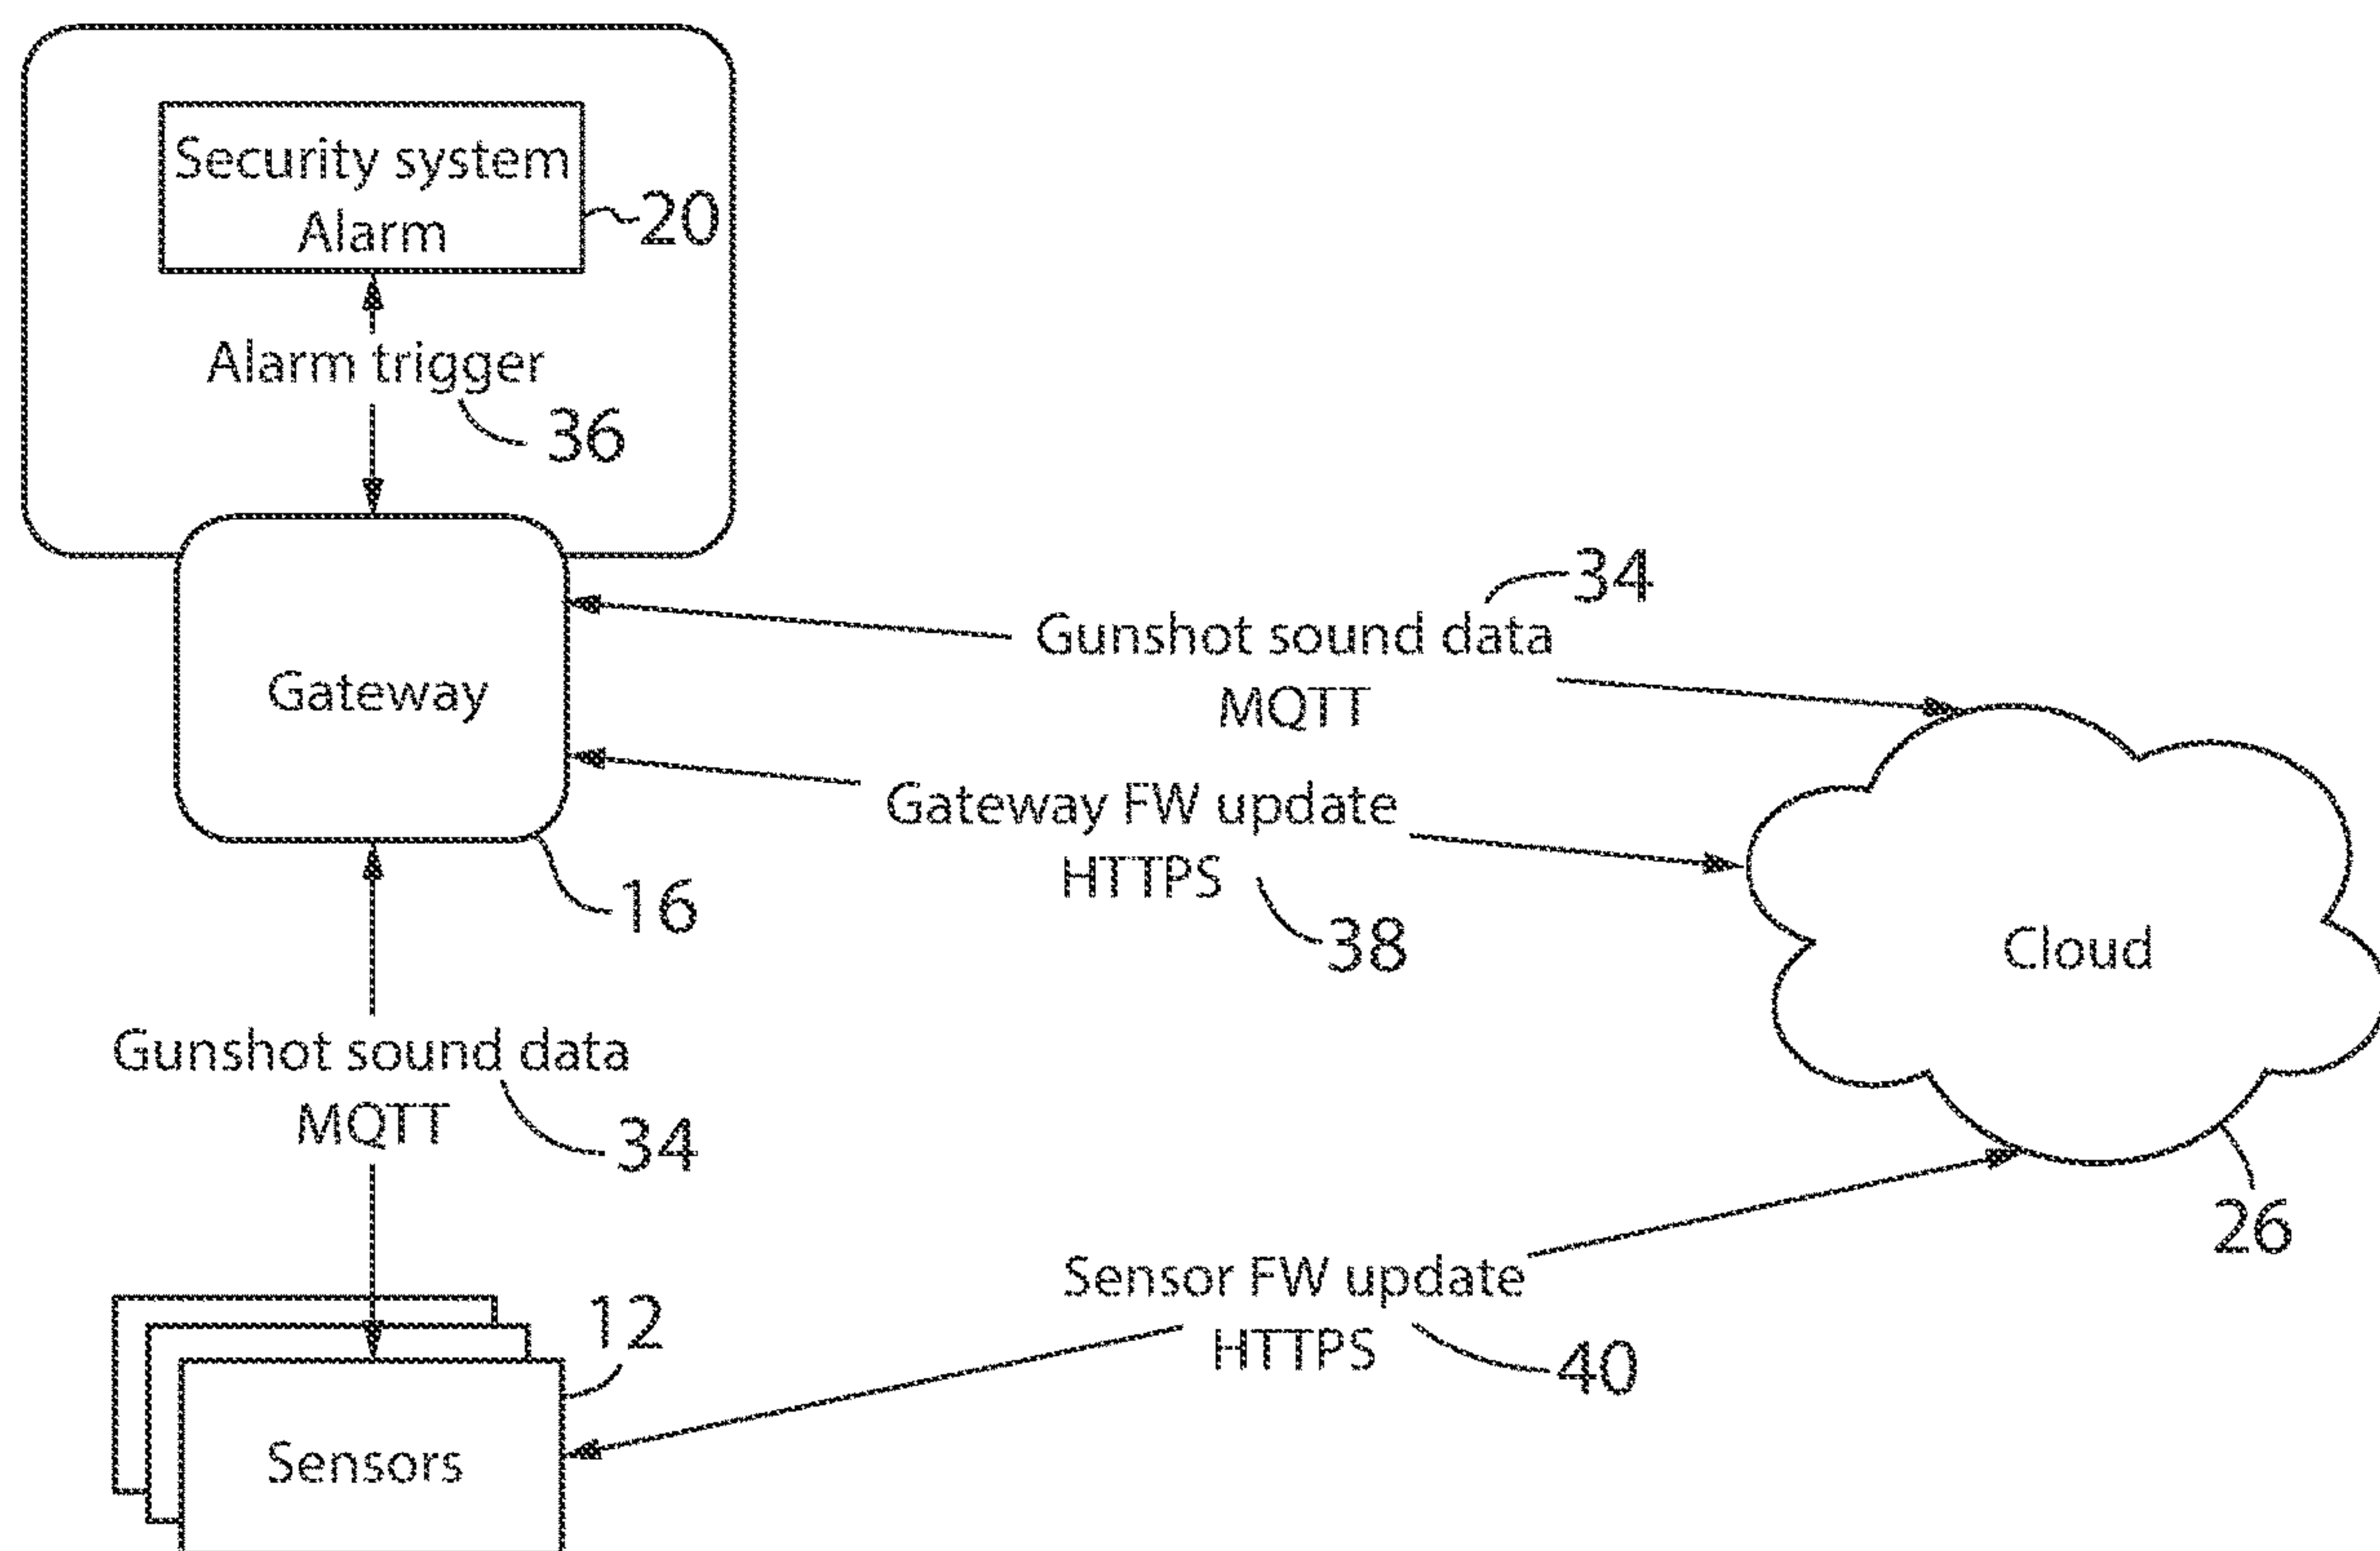 Security system
Alarm
20
Alarm trigger
36
34
Gunshot sound data
MQTT
Gateway
Gateway FW update
HTTPS
16
38
Cloud
Gunshot sound data
MQTT
34
26
Sensor FW update
HTTPS
12
40
Sensors